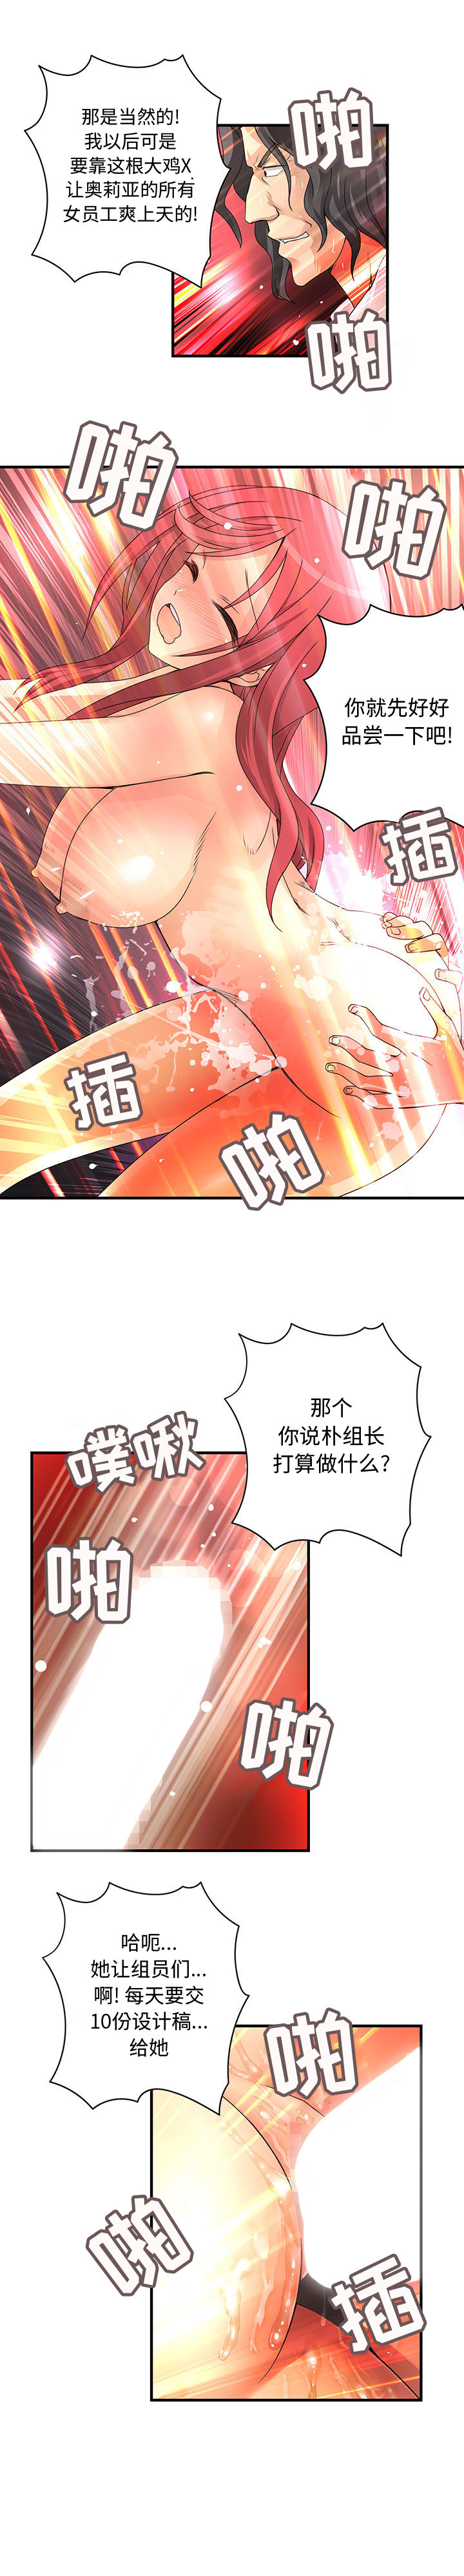 那是当然的!
我以后可是
要靠这根大鸡X
让奥莉亚的所有
女员工爽上天的!
啪
啪
啪
啪
你就先好好
品尝一下吧!
插
插
啪
那个
你说朴组长
打算做什么?
噗啾
啪
啪
哈呃...
她让组员们...
啊! 每天要交
10份设计稿...
给她
啪
啪
插